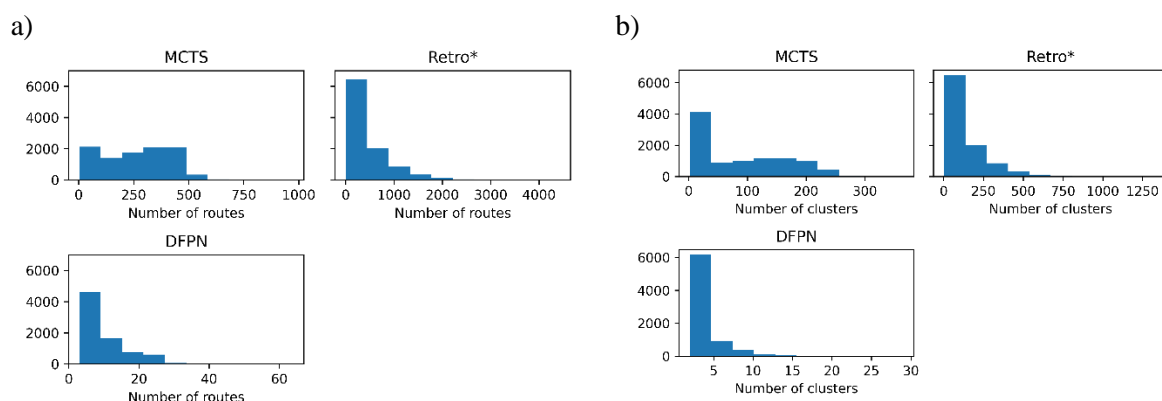 a)
MCTS
Retro*
6000
4000
2000
0
0 250 500 750 1000
0 1000 2000 3000 4000
Number of routes
Number of routes
DFPN
6000
4000
2000
0
0 20 40 60
Number of routes
b)
MCTS
Retro*
6000
4000
2000
0
0 100 200 300
0 250 500 750 1000 1250
Number of clusters
Number of clusters
DFPN
6000
4000
2000
0
5 10 15 20 25 30
Number of clusters